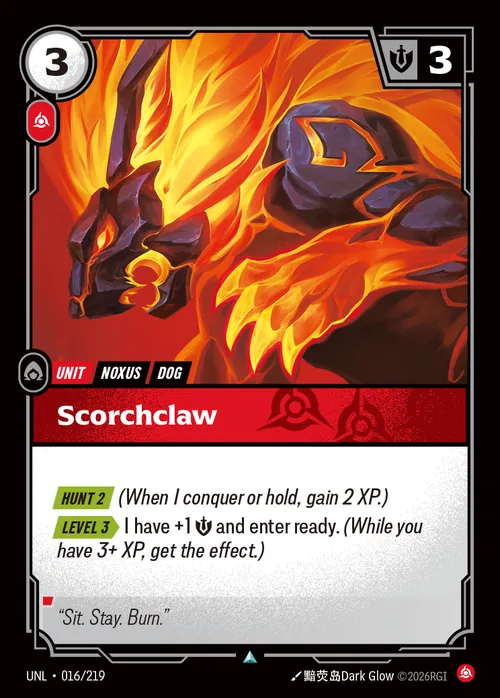 3
3
UNIT NOXUS DOG
Scorchclaw
HUNT 2 (When I conquer or hold, gain 2 XP.)
LEVEL 3 I have +1 and enter ready. (While you
have 3+ XP, get the effect.)
“Sit. Stay. Burn.”
UNL • 016/219 黯荧岛Dark Glow ©2026RGI